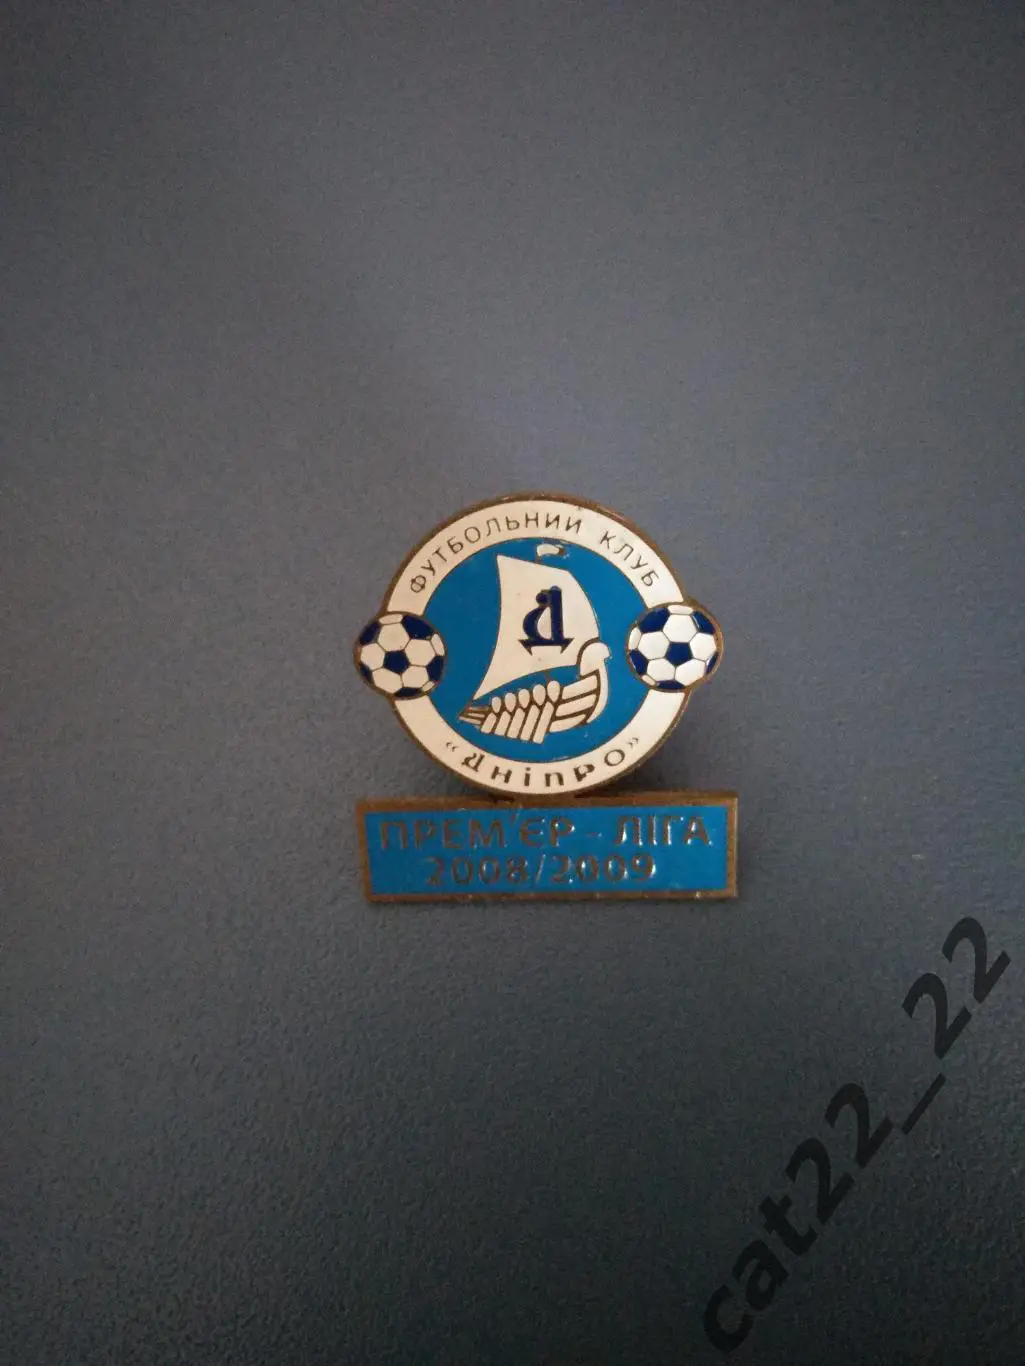 ФУТБОЛЬНИЙ КЛУБ
Д
«ДНІПРО»
ПРЕМ'ЄР - ЛІГА
2008/2009
cat22_22